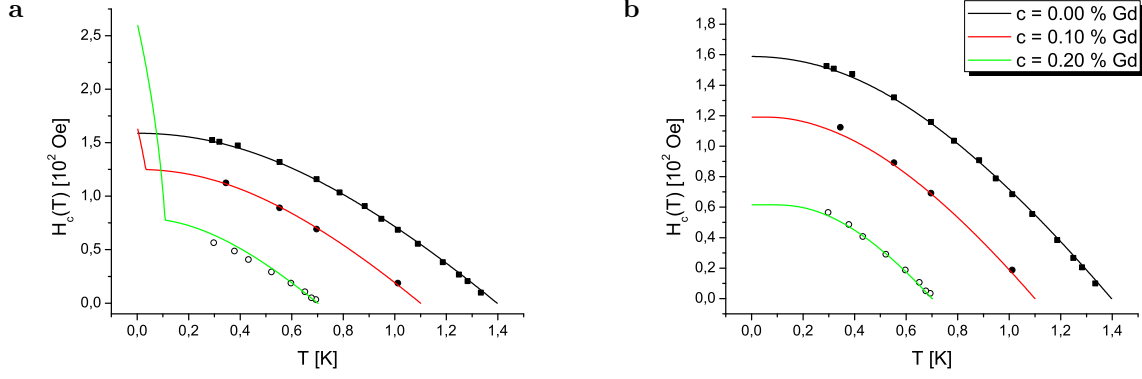 a
H_c(T) [10² Oe]
2,5
2,0
1,5
1,0
0,5
0,0
0,0 0,2 0,4 0,6 0,8 1,0 1,2 1,4
T [K]
b
c = 0.00 % Gd
c = 0.10 % Gd
c = 0.20 % Gd
H_c(T) [10² Oe]
1,8
1,6
1,4
1,2
1,0
0,8
0,6
0,4
0,2
0,0
0,0 0,2 0,4 0,6 0,8 1,0 1,2 1,4
T [K]